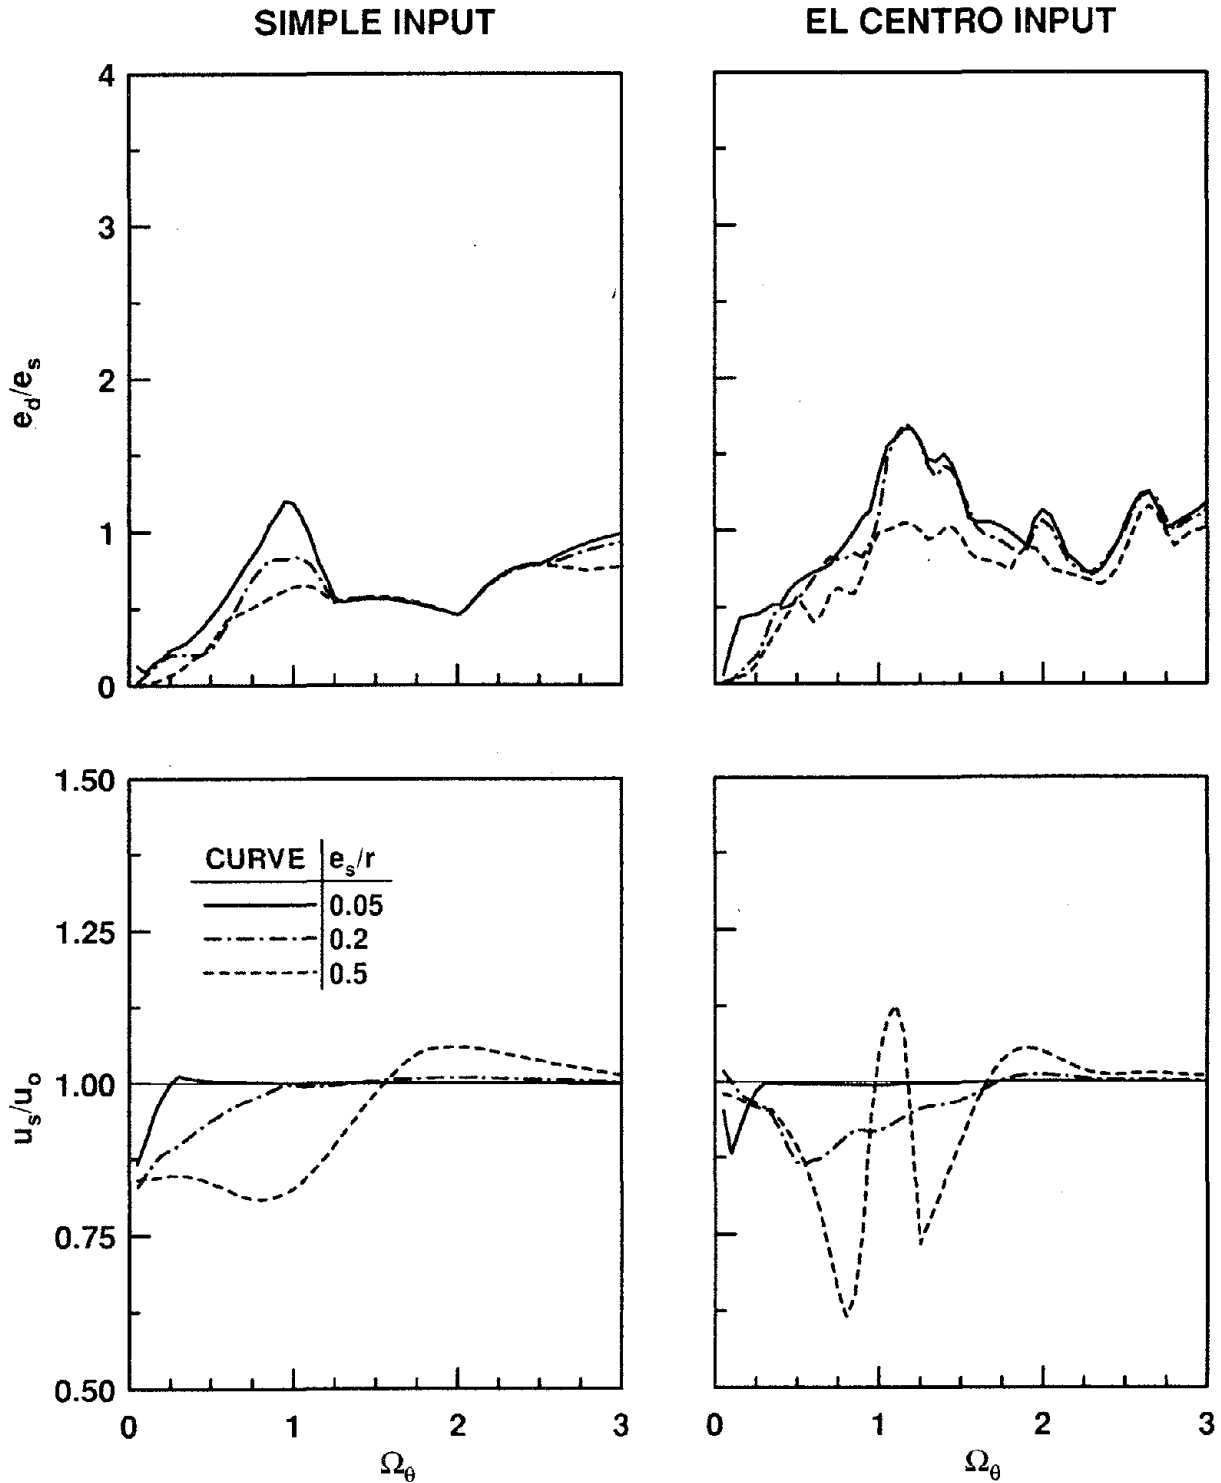 SIMPLE INPUT
EL CENTRO INPUT
4
3
2
1
0
e_d/e_s
1.50
1.25
1.00
0.75
0.50
u_s/u_o
CURVE e_s/r
0.05
0.2
0.5
0 1 2 3
Ω_θ
0 1 2 3
Ω_θ